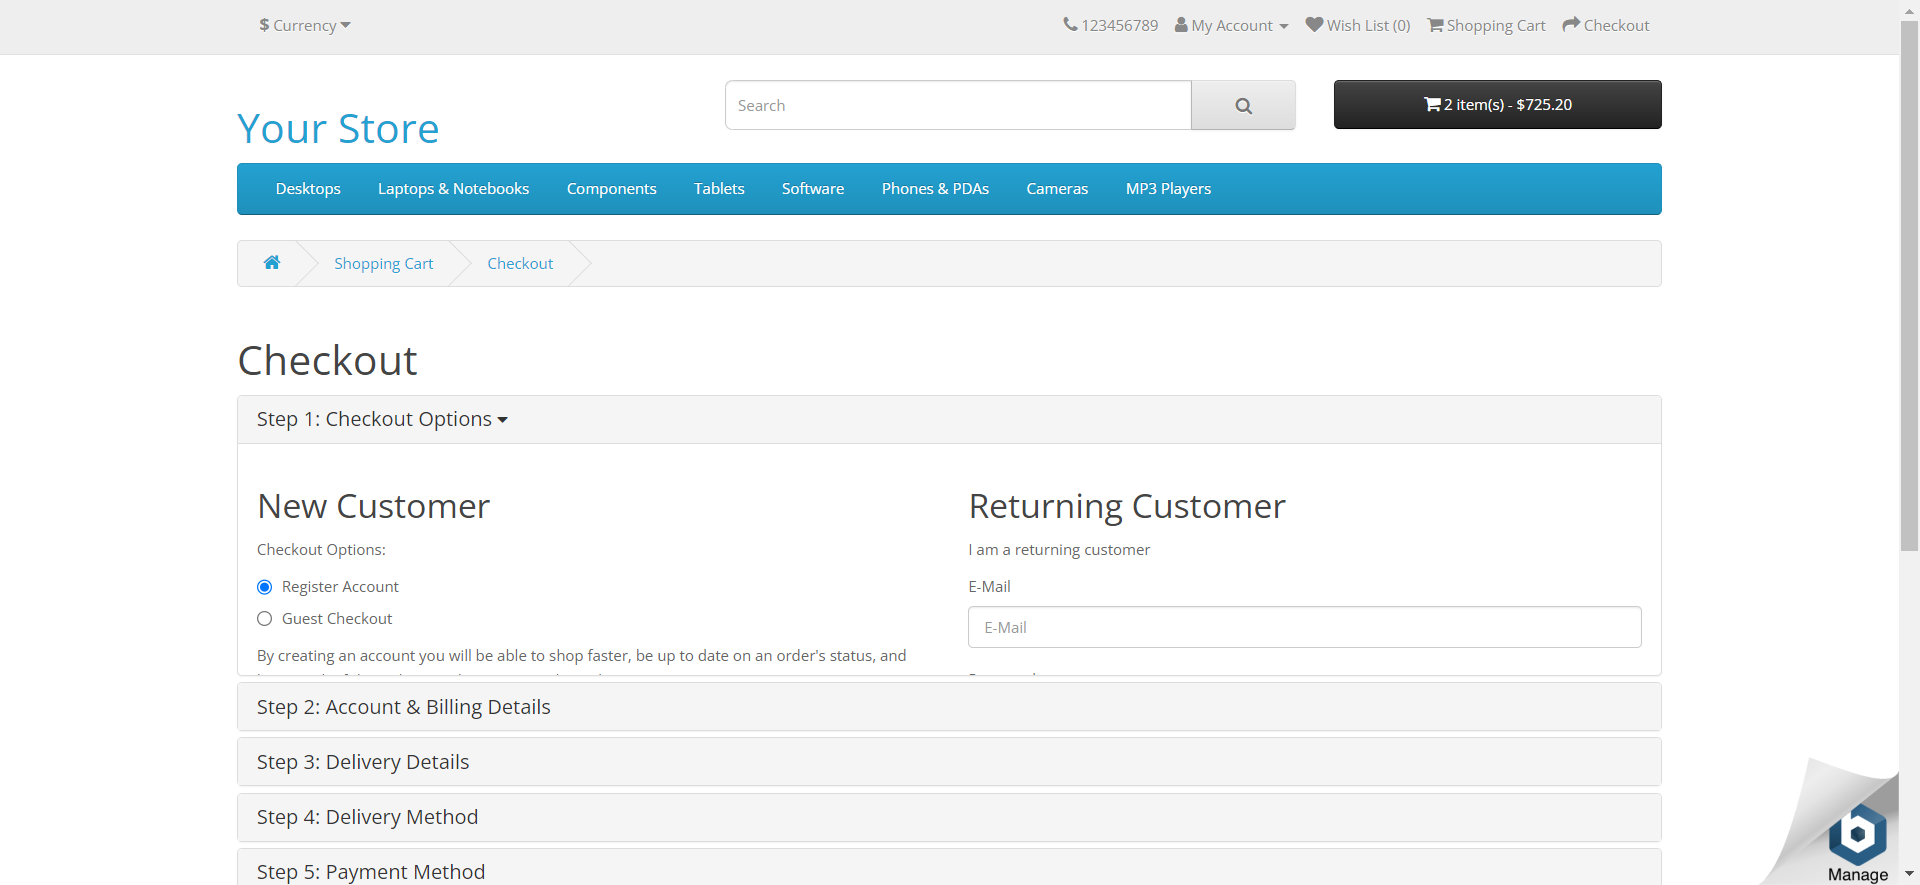 $ Currency
123456789 My Account Wish List (0) Shopping Cart Checkout
Search
2 item(s) - $725.20
Your Store
Desktops Laptops & Notebooks Components Tablets Software Phones & PDAs Cameras MP3 Players
Shopping Cart Checkout
Checkout
Step 1: Checkout Options
New Customer
Checkout Options:
Register Account
Guest Checkout
By creating an account you will be able to shop faster, be up to date on an order's status, and
Returning Customer
I am a returning customer
E-Mail
E-Mail
Step 2: Account & Billing Details
Step 3: Delivery Details
Step 4: Delivery Method
Step 5: Payment Method
b
Manage